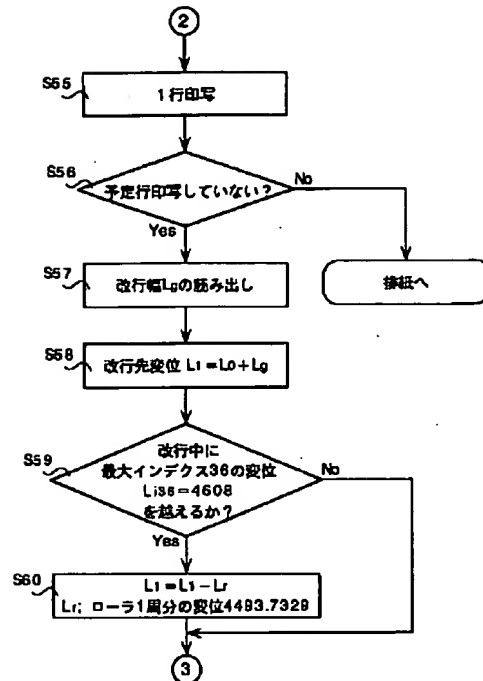 2
S55
1行印写
S56
予定行印写していない?
No
Yes
S57
改行幅Lgの読み出し
排紙へ
S58
改行先変位 L1=L0+Lg
S59
改行中に
最大インデクス36の変位
No
Li36=4608
を越えるか?
Yes
S60
L1=L1-Lr
Lr; ローラ1周分の変位4493.7329
3